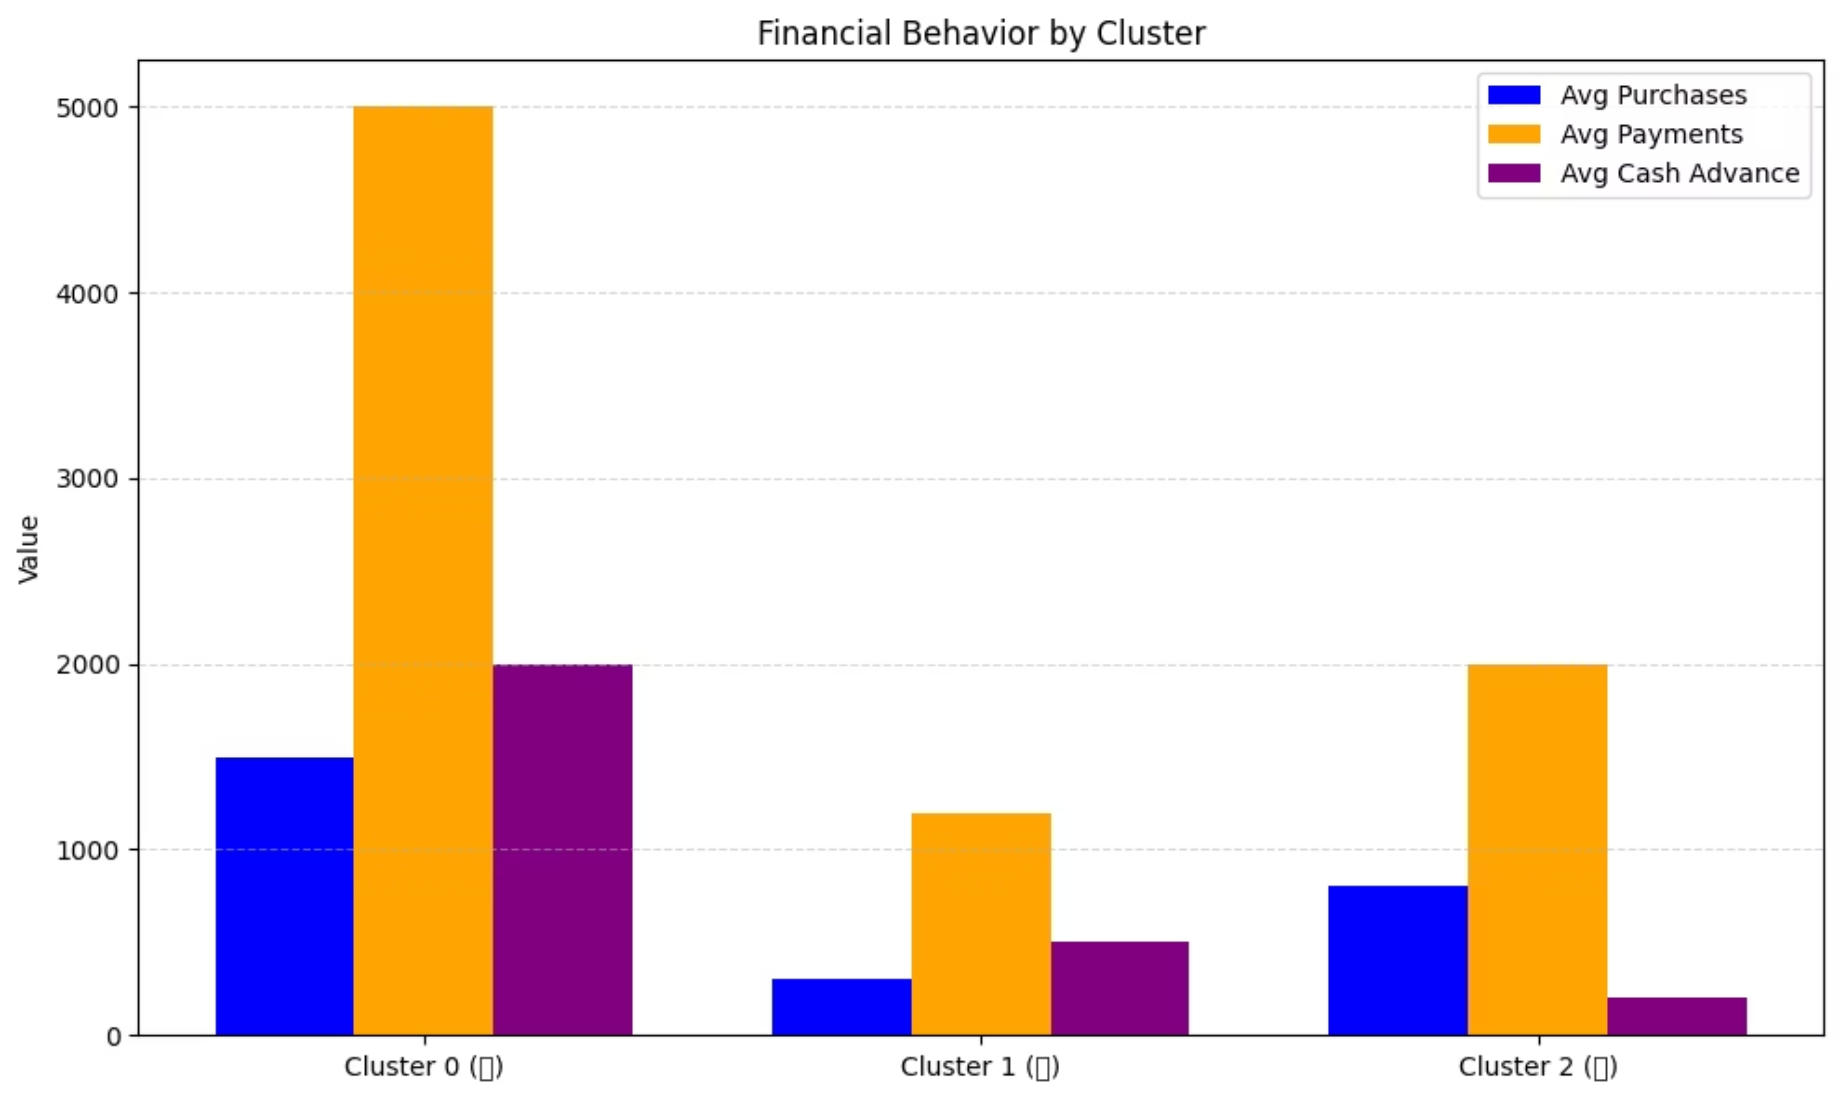 Financial Behavior by Cluster
Avg Purchases
Avg Payments
Avg Cash Advance
5000
4000
3000
2000
1000
0
Value
Cluster 0 (▯)
Cluster 1 (▯)
Cluster 2 (▯)